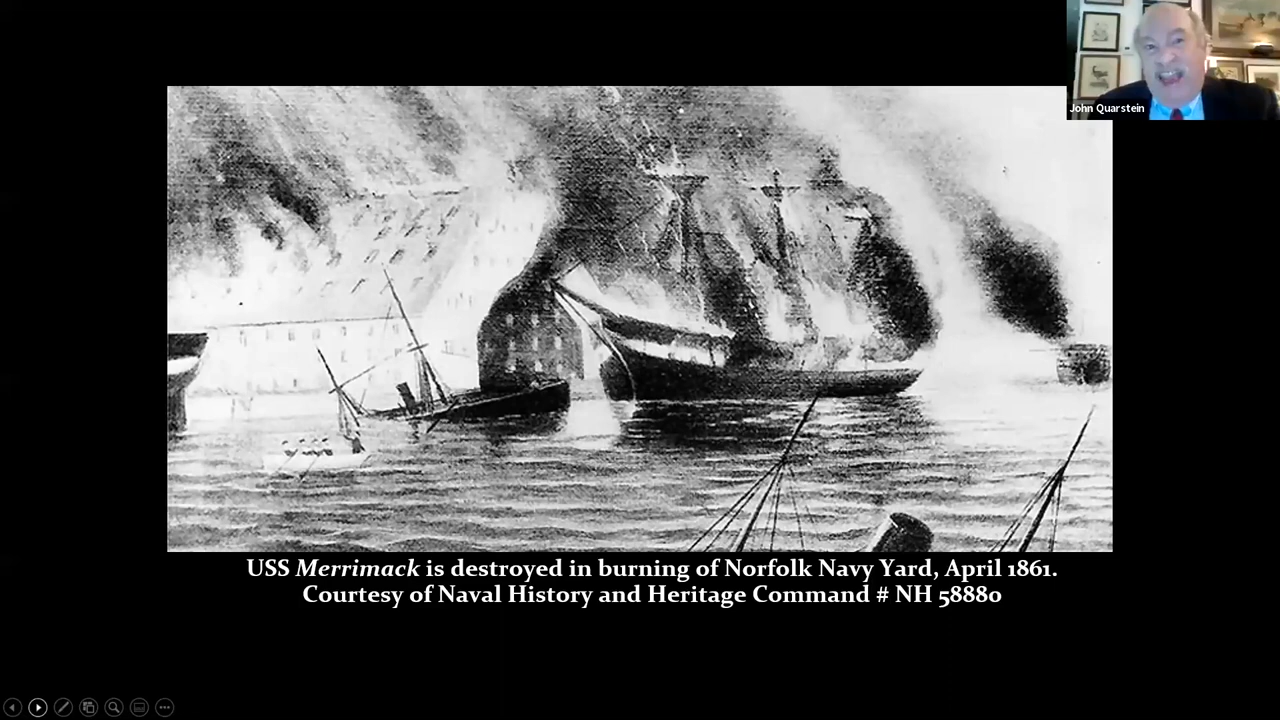 John Quarstein
USS Merrimack is destroyed in burning of Norfolk Navy Yard, April 1861.
Courtesy of Naval History and Heritage Command # NH 58880